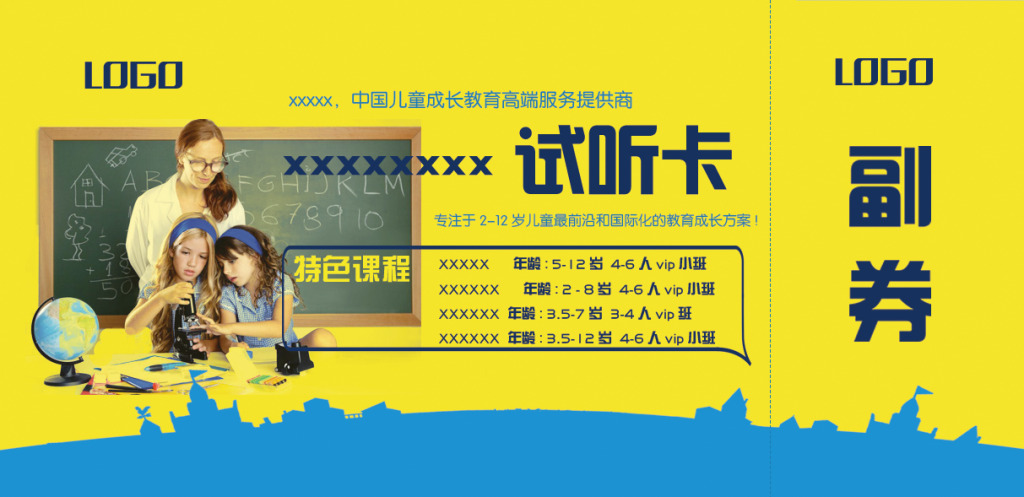 LOGO
xxxxx，中国儿童成长教育高端服务提供商
xxxxxxxx 试听卡
专注于 2-12 岁儿童最前沿和国际化的教育成长方案！
特色课程
XXXXX 年龄：5-12 岁 4-6 人 vip 小班
XXXXXX 年龄：2 - 8 岁 4-6 人 vip 小班
XXXXXX 年龄：3.5-7 岁 3-4 人 vip 班
XXXXXX 年龄：3.5-12 岁 4-6 人 vip 小班
ABC
FGHIJKLM
678910
LOGO
副
券